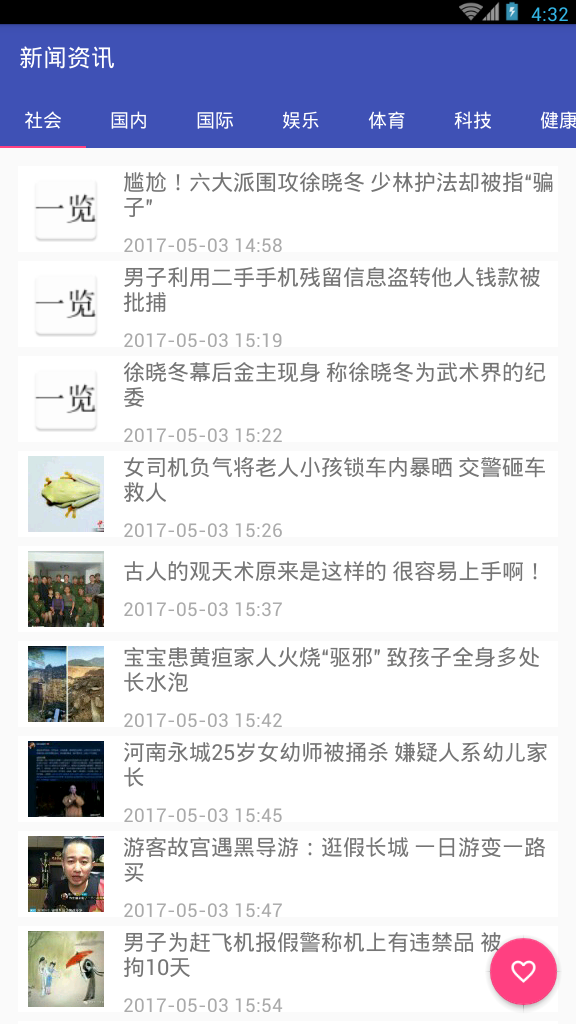 4:32
新闻资讯
社会 国内 国际 娱乐 体育 科技 健康
一览
尴尬！六大派围攻徐晓冬 少林护法却被指“骗
子”
2017-05-03 14:58
一览
男子利用二手手机残留信息盗转他人钱款被
批捕
2017-05-03 15:19
一览
徐晓冬幕后金主现身 称徐晓冬为武术界的纪
委
2017-05-03 15:22
女司机负气将老人小孩锁车内暴晒 交警砸车
救人
2017-05-03 15:26
古人的观天术原来是这样的 很容易上手啊！
2017-05-03 15:37
宝宝患黄疸家人火烧“驱邪” 致孩子全身多处
长水泡
2017-05-03 15:42
河南永城25岁女幼师被捅杀 嫌疑人系幼儿家
长
2017-05-03 15:45
游客故宫遇黑导游：逛假长城 一日游变一路
买
2017-05-03 15:47
男子为赶飞机报假警称机上有违禁品 被
拘10天
2017-05-03 15:54